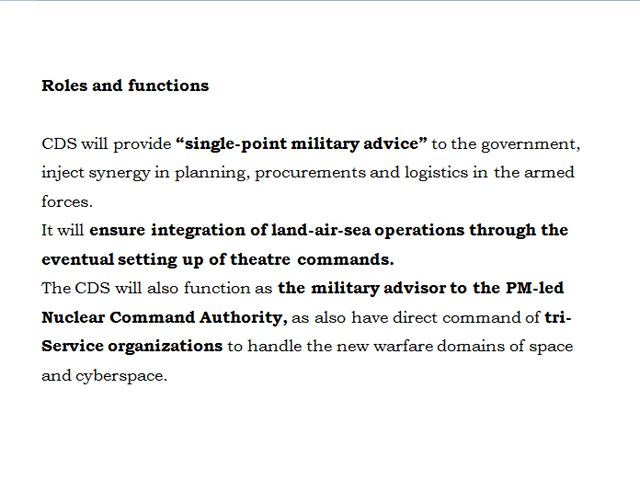 Roles and functions
CDS will provide “single-point military advice” to the government,
inject synergy in planning, procurements and logistics in the armed
forces.
It will ensure integration of land-air-sea operations through the
eventual setting up of theatre commands.
The CDS will also function as the military advisor to the PM-led
Nuclear Command Authority, as also have direct command of tri-
Service organizations to handle the new warfare domains of space
and cyberspace.